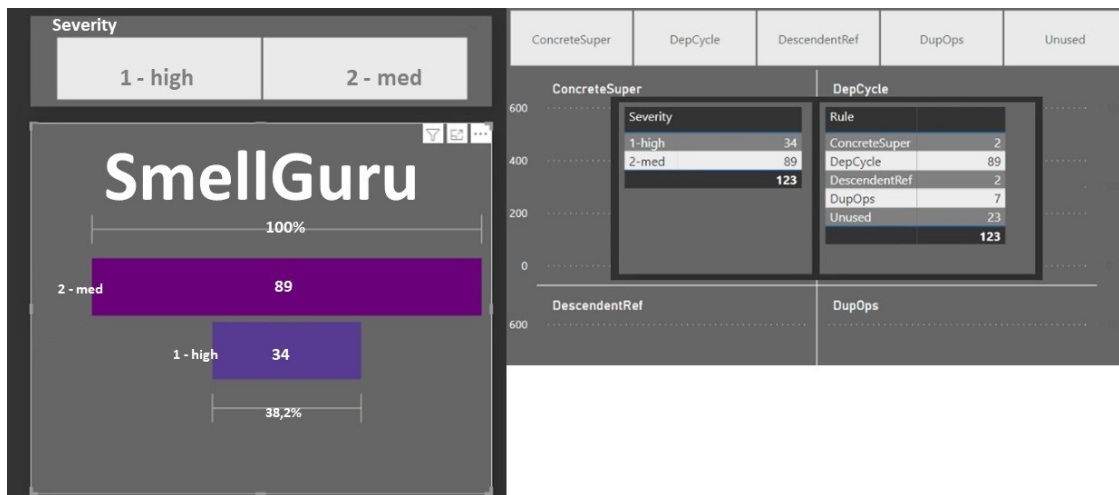 Severity
1 - high
2 - med
SmellGuru
100%
2 - med
89
1 - high
34
38,2%
ConcreteSuper
DepCycle
DescendentRef
DupOps
Unused
ConcreteSuper
DepCycle
600
400
200
0
Severity
1-high 34
2-med 89
123
Rule
ConcreteSuper 2
DepCycle 89
DescendentRef 2
DupOps 7
Unused 23
123
DescendentRef
DupOps
600